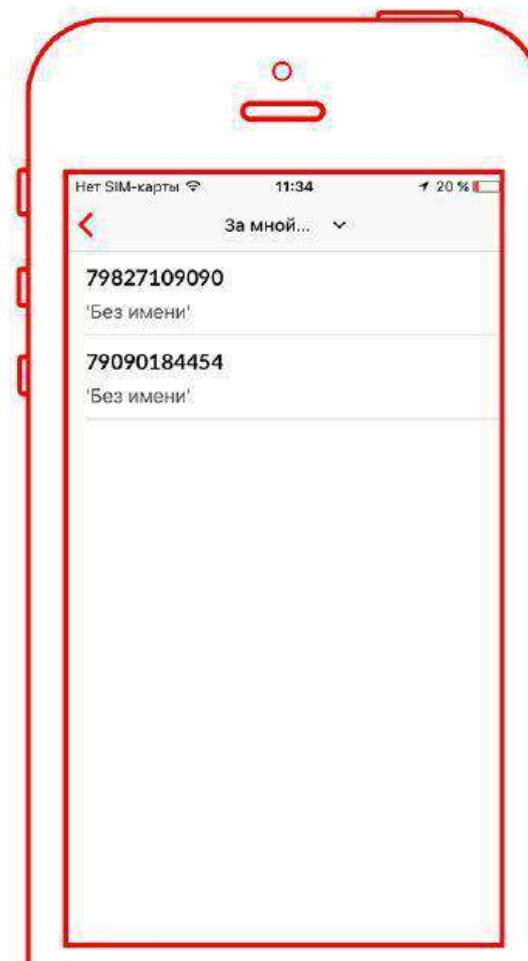 Нет SIM-карты 11:34 20 %
За мной...
79827109090
'Без имени'
79090184454
'Без имени'